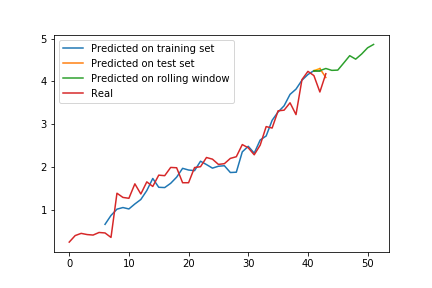 Predicted on training set
Predicted on test set
Predicted on rolling window
Real
5
4
3
2
1
0 10 20 30 40 50